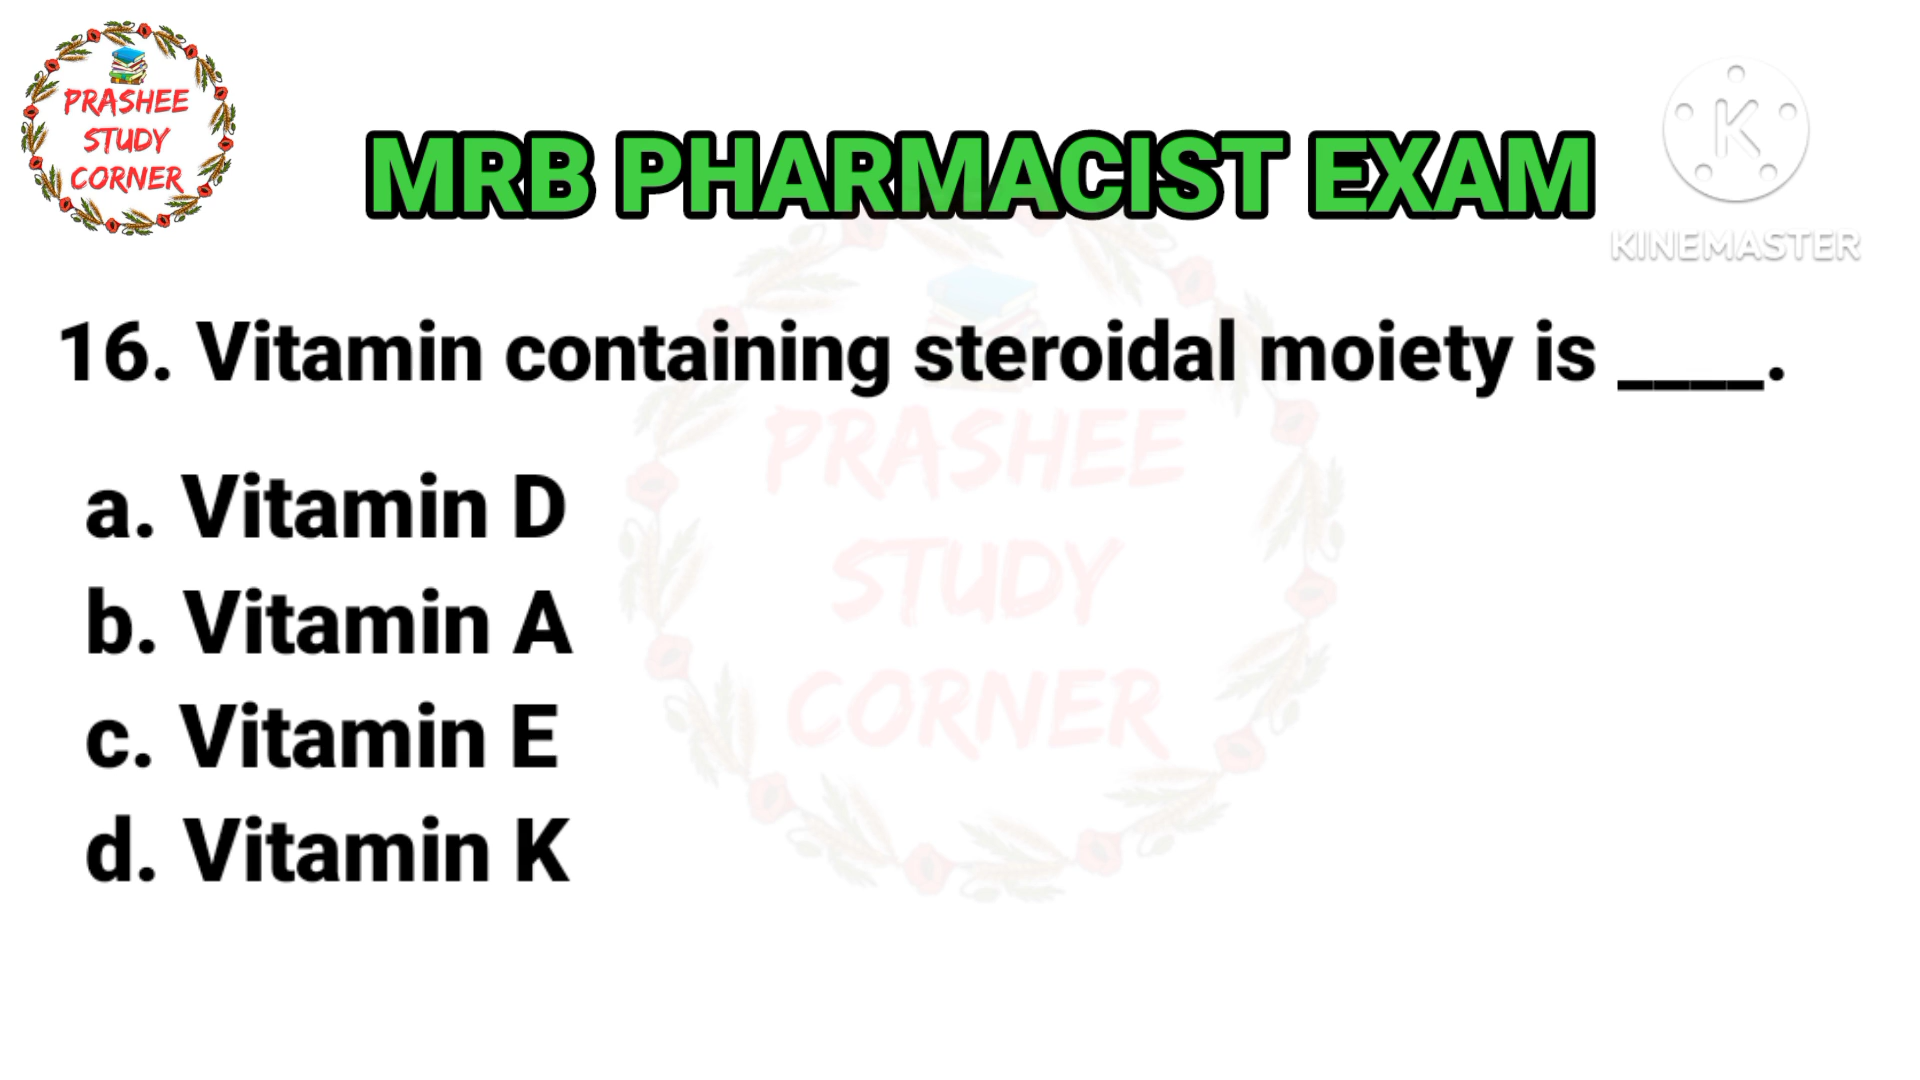 PRASHEE
STUDY
CORNER
MRB PHARMACIST EXAM
K
KINEMASTER
16. Vitamin containing steroidal moiety is ____.
a. Vitamin D
b. Vitamin A
c. Vitamin E
d. Vitamin K
PRASHEE
STUDY
CORNER